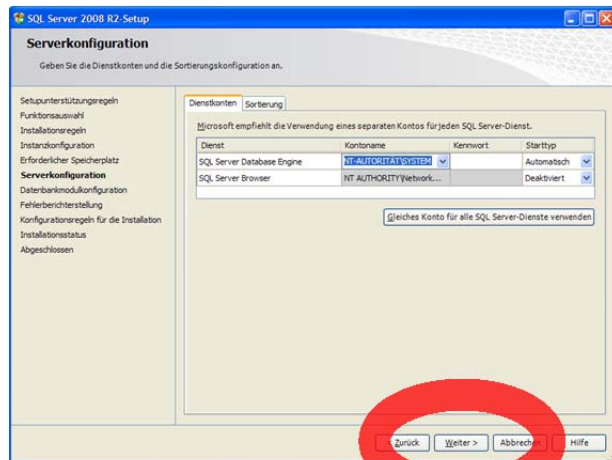 SQL Server 2008 R2-Setup
Serverkonfiguration
Geben Sie die Dienstkonten und die Sortierungskonfiguration an.
Setupunterstützungsregeln
Funktionsauswahl
Installationsregeln
Instanzkonfiguration
Erforderlicher Speicherplatz
Serverkonfiguration
Datenbankmodulkonfiguration
Fehlerberichterstellung
Konfigurationsregeln für die Installation
Installationsstatus
Abgeschlossen
Dienstkonten Sortierung
Microsoft empfiehlt die Verwendung eines separaten Kontos für jeden SQL Server-Dienst.
Dienst Kontoname Kennwort Starttyp
SQL Server Database Engine NT-AUTORITÄT\SYSTEM Automatisch
SQL Server Browser NT AUTHORITY\Network... Deaktiviert
Gleiches Konto für alle SQL Server-Dienste verwenden
< Zurück Weiter > Abbrechen Hilfe